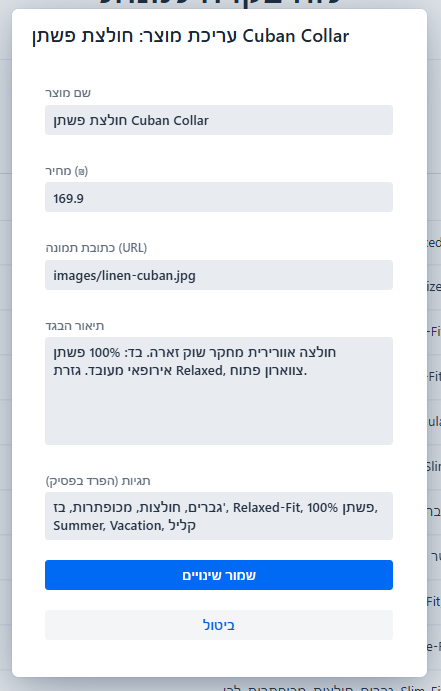 עריכת מוצר: חולצת פשתן Cuban Collar
שם מוצר
חולצת פשתן Cuban Collar
מחיר (₪)
169.9
כתובת תמונה (URL)
images/linen-cuban.jpg
תיאור הבגד
חולצה אוורירית מחקר שוק זארה. בד: 100% פשתן
אירופאי מעובד. גזרת Relaxed, צווארון פתוח.
תגיות (הפרד בפסיק)
גברים, חולצות, מכופתרות, בז', Relaxed-Fit, 100% פשתן,
Summer, Vacation, קליל
שמור שינויים
ביטול